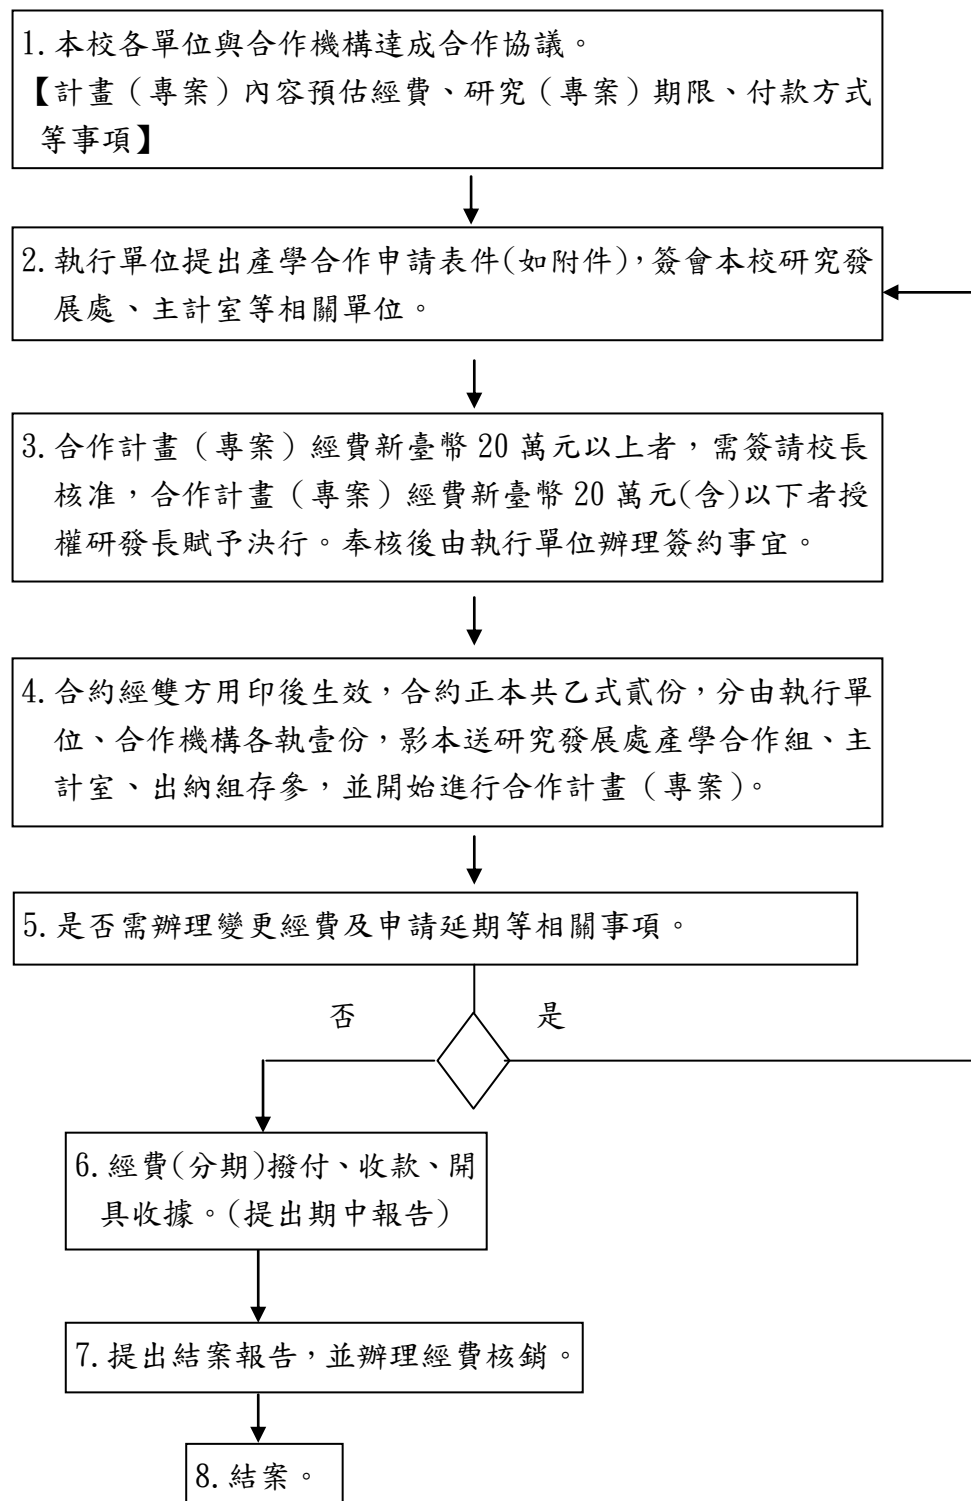 1.本校各單位與合作機構達成合作協議。
【計畫（專案）內容預估經費、研究（專案）期限、付款方式
等事項】
2.執行單位提出產學合作申請表件(如附件)，簽會本校研究發
展處、主計室等相關單位。
3.合作計畫（專案）經費新臺幣 20 萬元以上者，需簽請校長
核准，合作計畫（專案）經費新臺幣 20 萬元(含)以下者授
權研發長賦予決行。奉核後由執行單位辦理簽約事宜。
4.合約經雙方用印後生效，合約正本共乙式貳份，分由執行單
位、合作機構各執壹份，影本送研究發展處產學合作組、主
計室、出納組存參，並開始進行合作計畫（專案）。
5.是否需辦理變更經費及申請延期等相關事項。
否
是
6.經費(分期)撥付、收款、開
具收據。(提出期中報告)
7.提出結案報告，並辦理經費核銷。
8.結案。